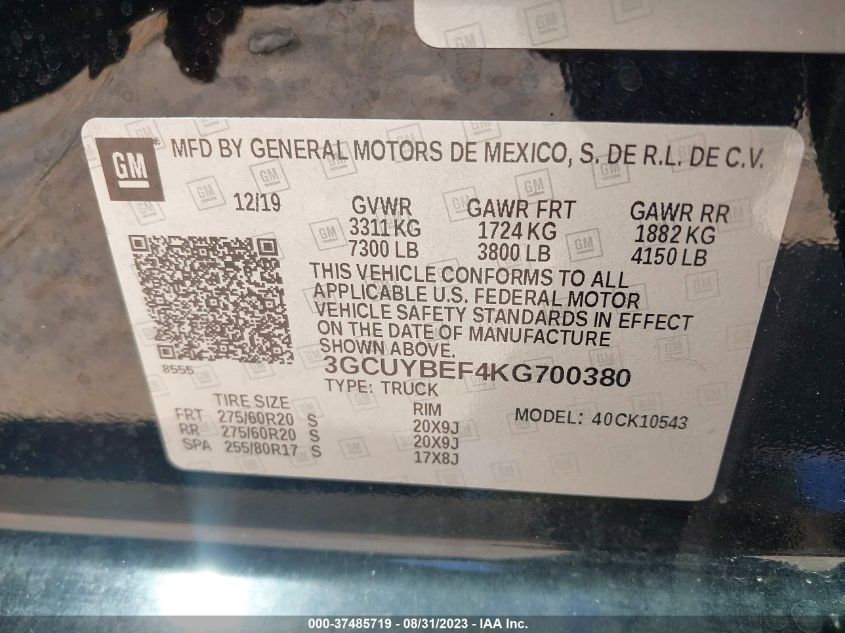 GM
MFD BY GENERAL MOTORS DE MEXICO, S. DE R.L. DE C.V.
12/19 GVWR GAWR FRT GAWR RR
3311 KG 1724 KG 1882 KG
7300 LB 3800 LB 4150 LB
THIS VEHICLE CONFORMS TO ALL
APPLICABLE U.S. FEDERAL MOTOR
VEHICLE SAFETY STANDARDS IN EFFECT
ON THE DATE OF MANUFACTURE
SHOWN ABOVE.
8555
3GCUYBEF4KG700380
TYPE: TRUCK
TIRE SIZE RIM MODEL: 40CK10543
FRT 275/60R20 S 20X9J
RR 275/60R20 S 20X9J
SPA 255/80R17 S 17X8J
000-37485719 - 08/31/2023 - © IAA Inc.